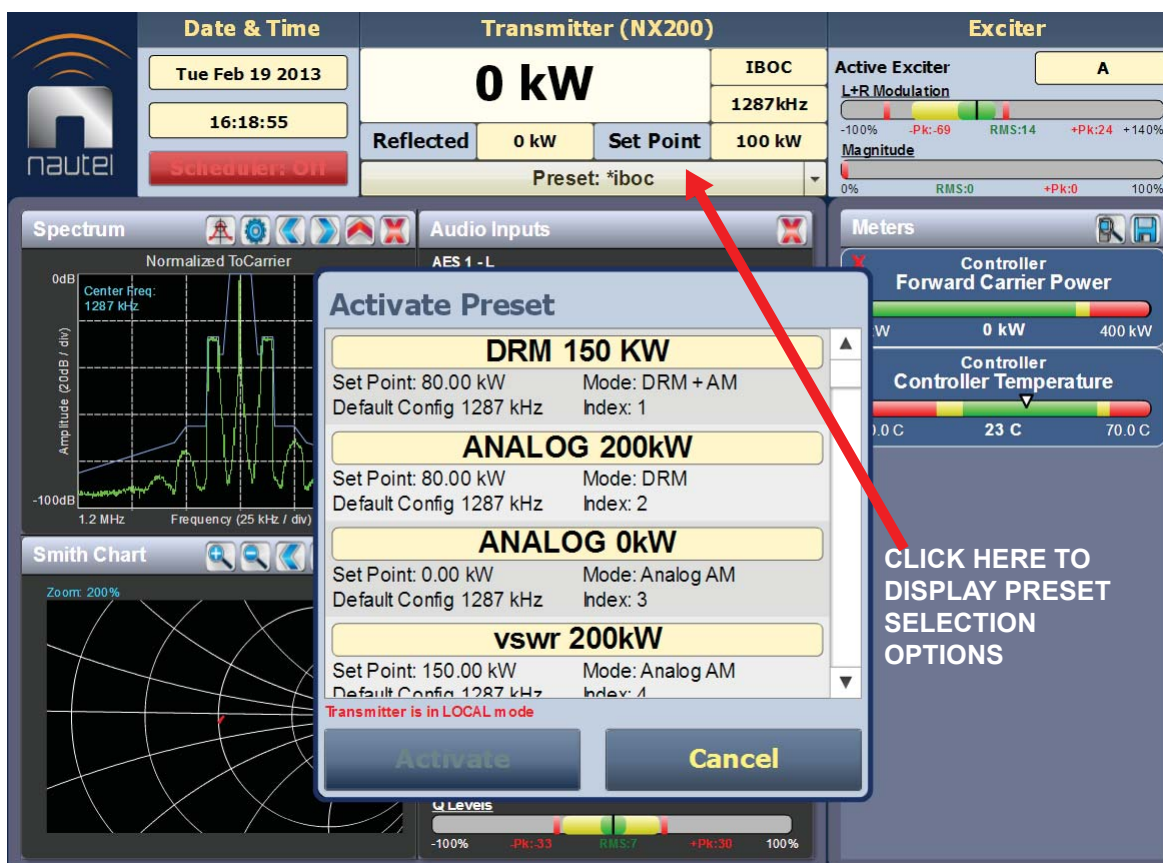 Date & Time
Transmitter (NX200)
Exciter
nautel
Tue Feb 19 2013
16:18:55
Scheduler: Off
0 kW
IBOC
1287kHz
Reflected 0 kW Set Point 100 kW
Preset: *iboc
Active Exciter A
L+R Modulation
-100% -Pk:-69 RMS:14 +Pk:24 +140%
Magnitude
0% RMS:0 +Pk:0 100%
Spectrum
Normalized ToCarrier
0dB
Center Freq:
1287 kHz
Amplitude (20dB / div)
-100dB
1.2 MHz Frequency (25 kHz / div)
Smith Chart
Zoom: 200%
Audio Inputs
AES 1 - L
Activate Preset
DRM 150 KW
Set Point: 80.00 kW Mode: DRM + AM
Default Config 1287 kHz Index: 1
ANALOG 200kW
Set Point: 80.00 kW Mode: DRM
Default Config 1287 kHz Index: 2
ANALOG 0kW
Set Point: 0.00 kW Mode: Analog AM
Default Config 1287 kHz Index: 3
vswr 200kW
Set Point: 150.00 kW Mode: Analog AM
Default Config 1287 kHz Index: 4
Transmitter is in LOCAL mode
Activate Cancel
Q Levels
-100% -Pk:-33 RMS:7 +Pk:30 100%
Meters
Controller
Forward Carrier Power
0 kW 400 kW
Controller
Controller Temperature
23 C 70.0 C
CLICK HERE TO
DISPLAY PRESET
SELECTION
OPTIONS